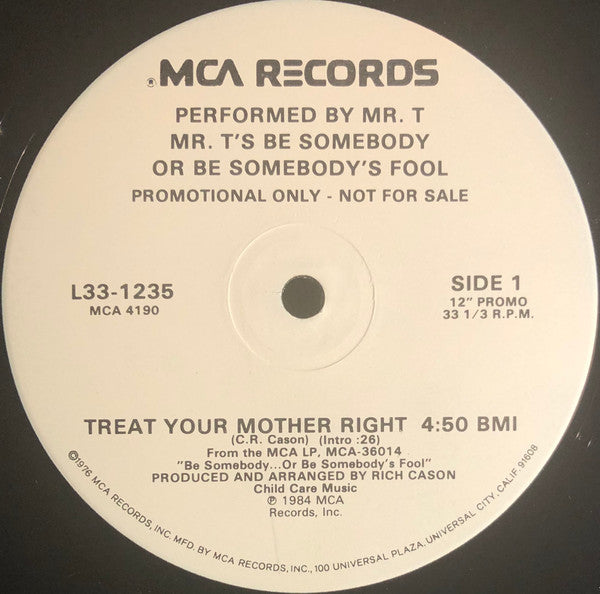 ®MCA RECORDS
PERFORMED BY MR. T
MR. T'S BE SOMEBODY
OR BE SOMEBODY'S FOOL
PROMOTIONAL ONLY - NOT FOR SALE
L33-1235
MCA 4190
SIDE 1
12" PROMO
33 1/3 R.P.M.
TREAT YOUR MOTHER RIGHT 4:50 BMI
(C.R. Cason) (Intro :26)
From the MCA LP, MCA-36014
"Be Somebody...Or Be Somebody's Fool"
PRODUCED AND ARRANGED BY RICH CASON
Child Care Music
℗ 1984 MCA
Records, Inc.
©1976 MCA RECORDS, INC. MFD. BY MCA RECORDS, INC., 100 UNIVERSAL PLAZA, UNIVERSAL CITY, CALIF. 91608